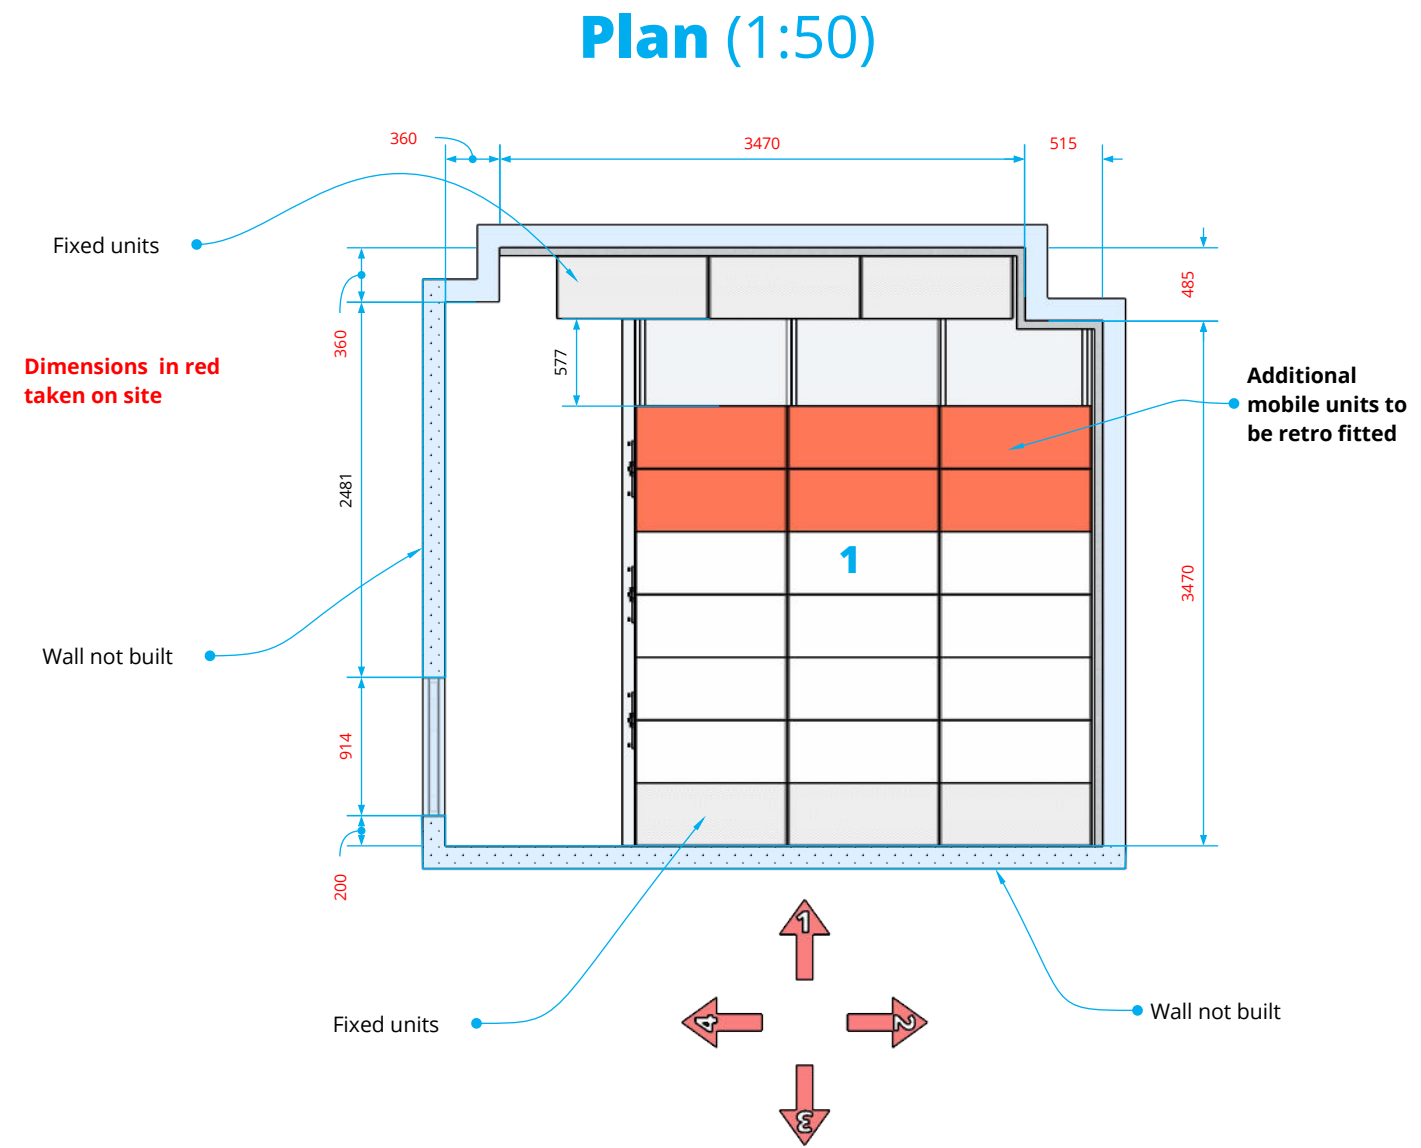 Plan (1:50)
360
3470
515
Fixed units
485
360
577
Dimensions in red
taken on site
Additional
mobile units to
be retro fitted
2481
1
3470
Wall not built
914
200
1
Fixed units
4
2
Wall not built
3